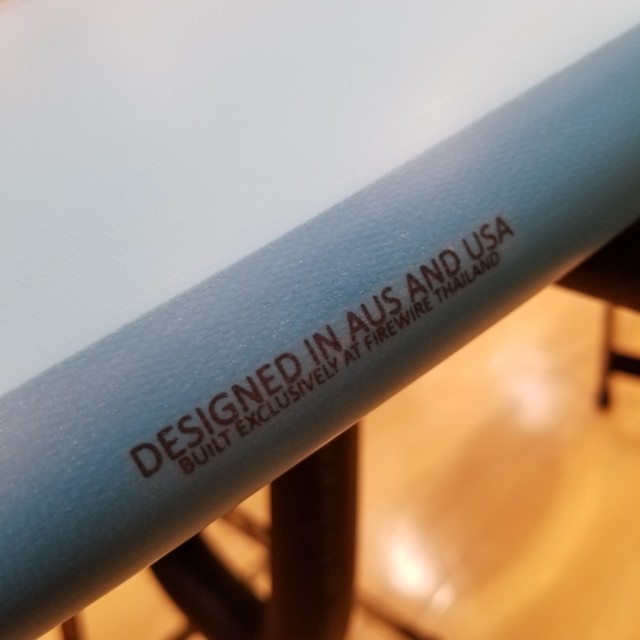 DESIGNED IN AUS AND USA
BUILT EXCLUSIVELY AT FIREWIRE THAILAND